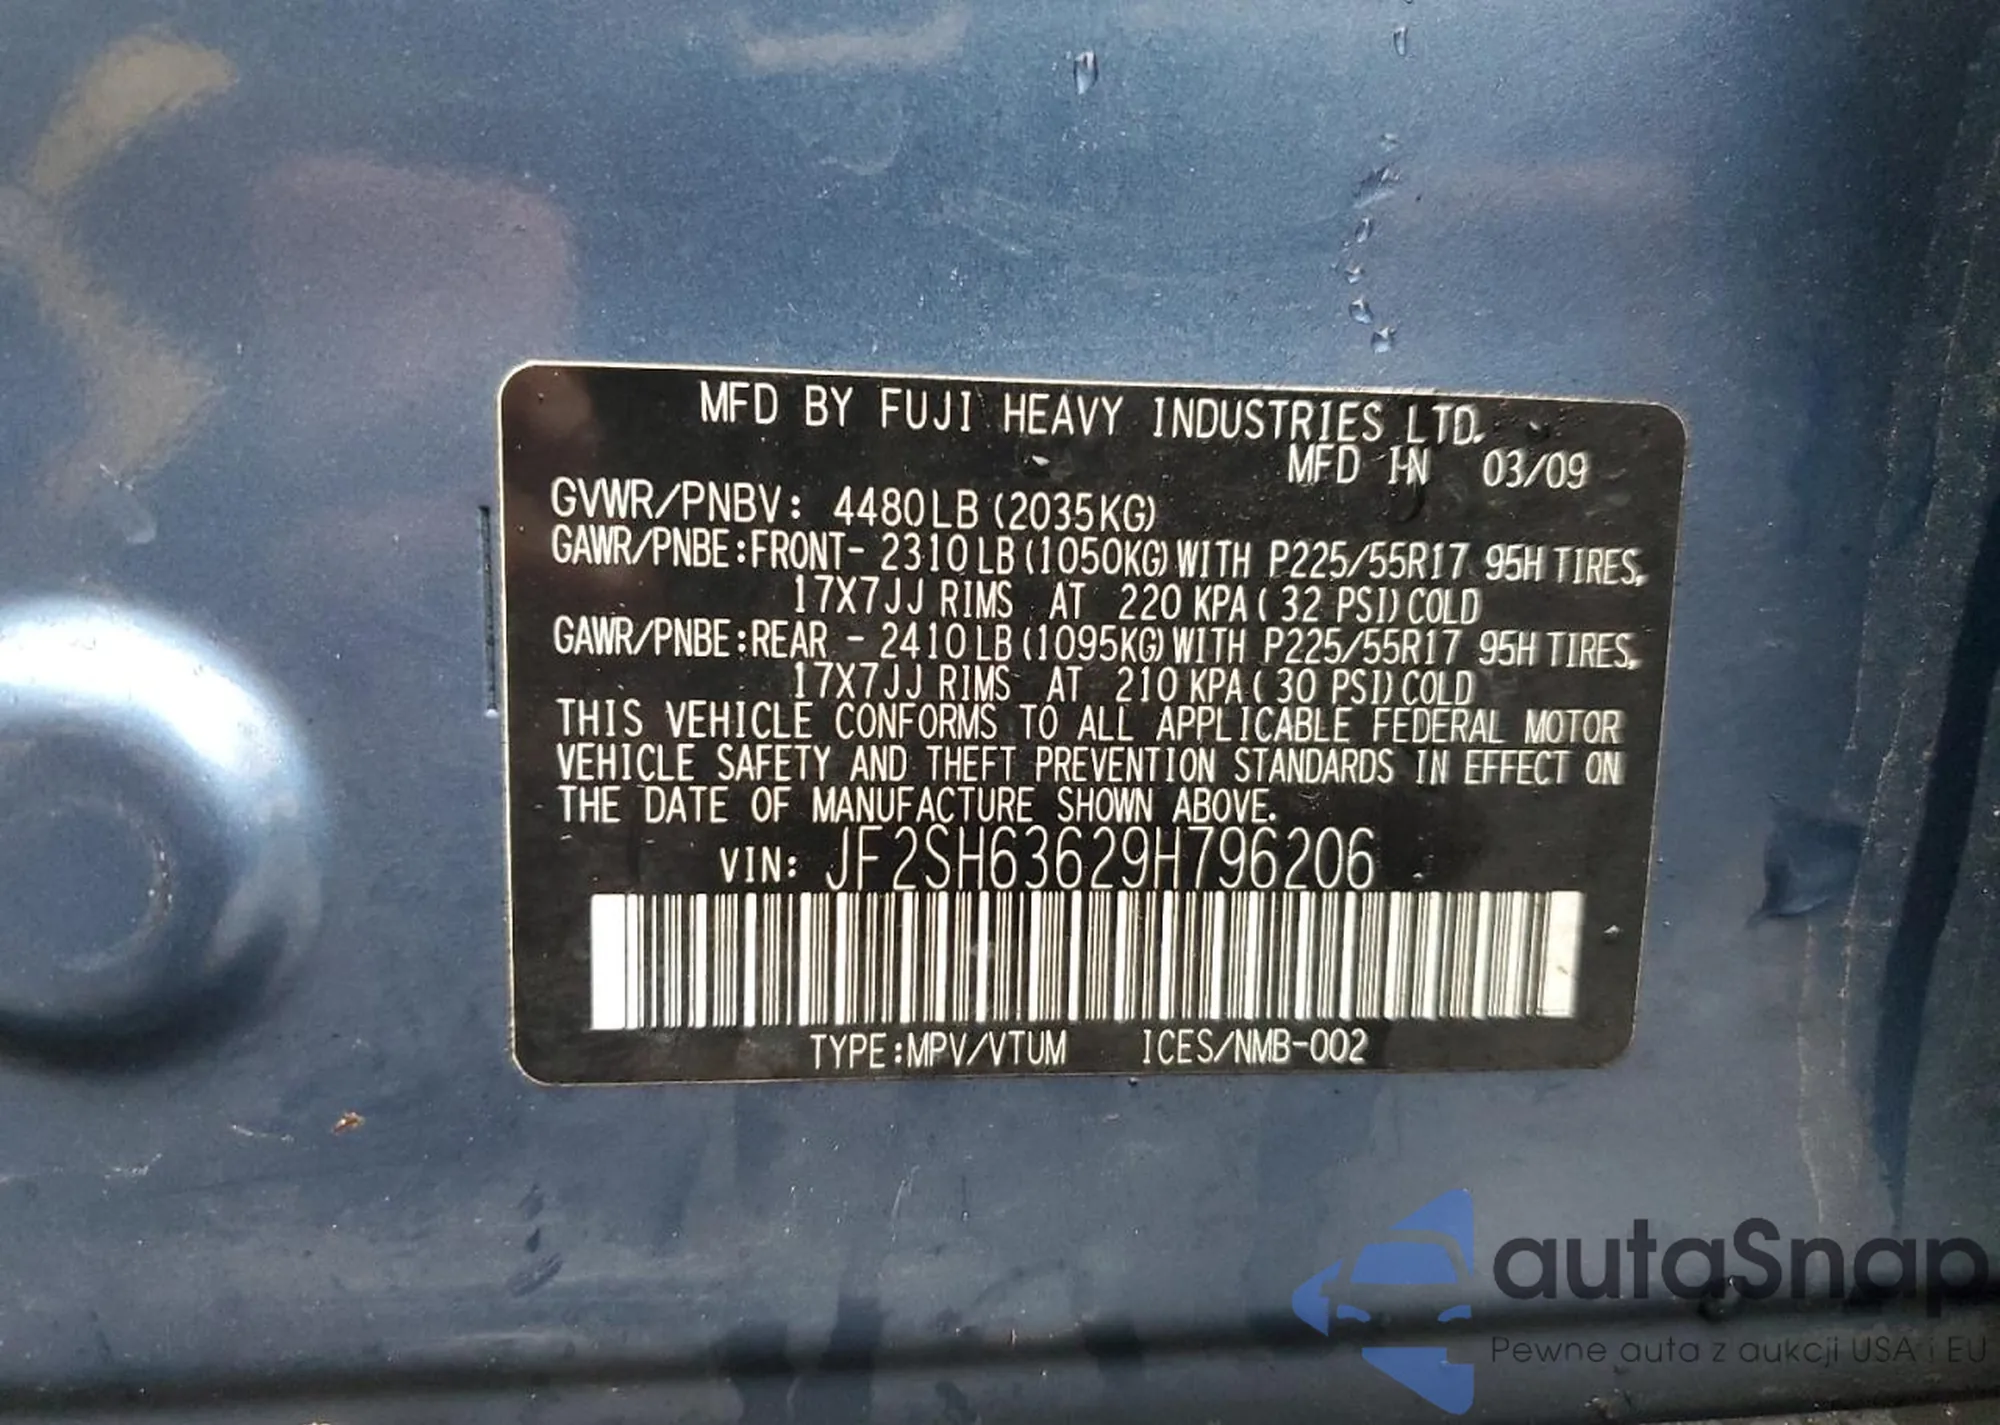 MFD BY FUJI HEAVY INDUSTRIES LTD.
MFD IN 03/09
GVWR/PNBV: 4480LB (2035KG)
GAWR/PNBE:FRONT- 2310LB (1050KG) WITH P225/55R17 95H TIRES,
17X7JJ RIMS AT 220 KPA ( 32 PSI) COLD
GAWR/PNBE:REAR - 2410LB (1095KG) WITH P225/55R17 95H TIRES,
17X7JJ RIMS AT 210 KPA ( 30 PSI) COLD
THIS VEHICLE CONFORMS TO ALL APPLICABLE FEDERAL MOTOR
VEHICLE SAFETY AND THEFT PREVENTION STANDARDS IN EFFECT ON
THE DATE OF MANUFACTURE SHOWN ABOVE.
VIN: JF2SH63629H796206
TYPE:MPV/VTUM ICES/NMB-002
autaSnap
Pewne auta z aukcji USA i EU